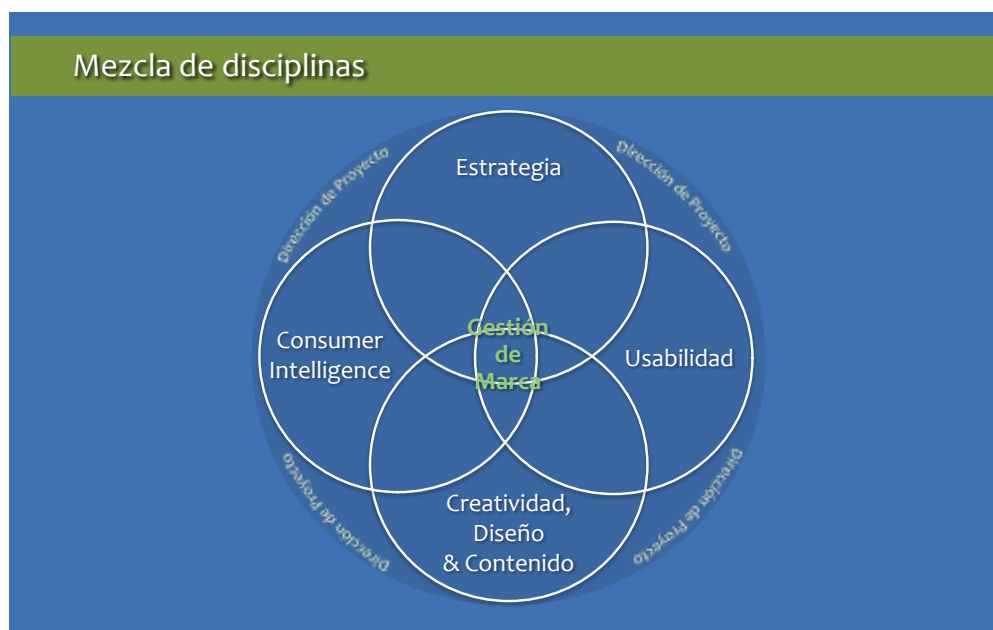 Mezcla de disciplinas
Dirección de Proyecto
Estrategia
Dirección de Proyecto
Consumer
Intelligence
Gestión
de
Marca
Usabilidad
Dirección de Proyecto
Creatividad,
Diseño
& Contenido
Dirección de Proyecto